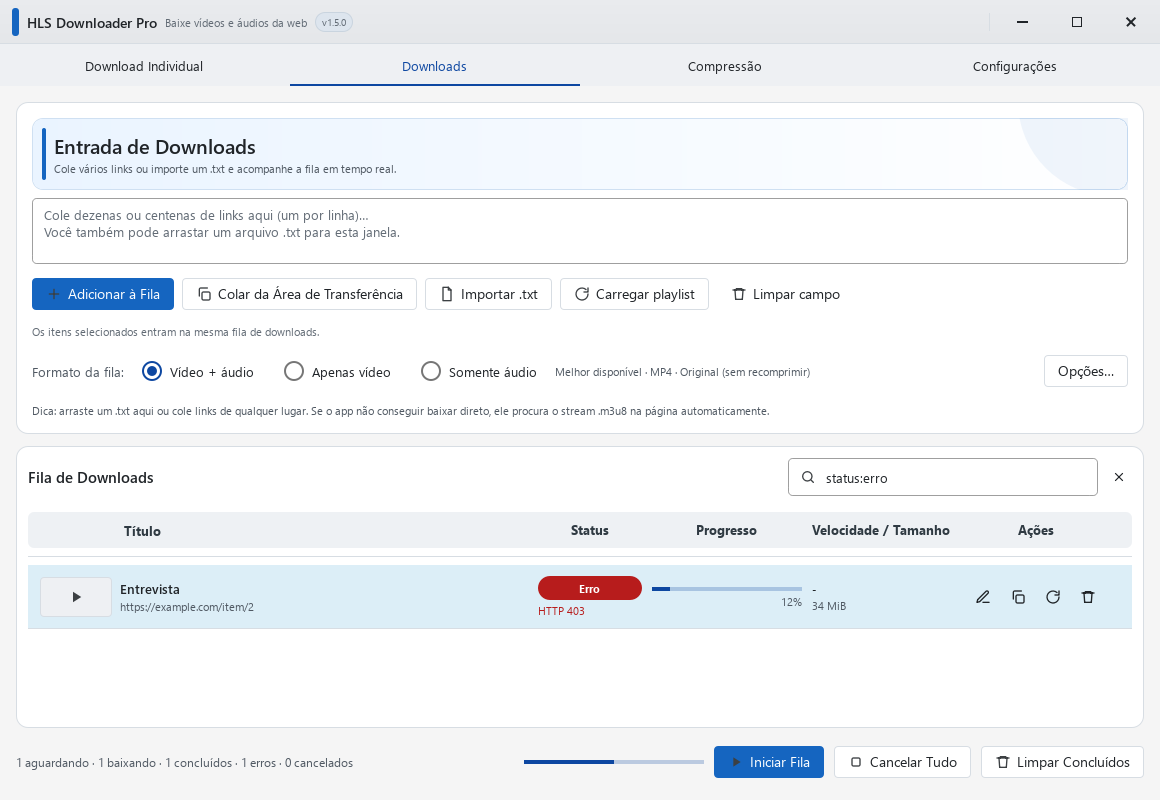 HLS Downloader Pro Baixe vídeos e áudios da web v1.5.0
Download Individual Downloads Compressão Configurações
Entrada de Downloads
Cole vários links ou importe um .txt e acompanhe a fila em tempo real.
Cole dezenas ou centenas de links aqui (um por linha)...
Você também pode arrastar um arquivo .txt para esta janela.
Adicionar à Fila Colar da Área de Transferência Importar .txt Carregar playlist Limpar campo
Os itens selecionados entram na mesma fila de downloads.
Formato da fila: Vídeo + áudio Apenas vídeo Somente áudio Melhor disponível · MP4 · Original (sem recomprimir) Opções...
Dica: arraste um .txt aqui ou cole links de qualquer lugar. Se o app não conseguir baixar direto, ele procura o stream .m3u8 na página automaticamente.
Fila de Downloads status:erro
Título Status Progresso Velocidade / Tamanho Ações
Entrevista Erro -
https://example.com/item/2 HTTP 403 12% 34 MiB
1 aguardando · 1 baixando · 1 concluídos · 1 erros · 0 cancelados Iniciar Fila Cancelar Tudo Limpar Concluídos